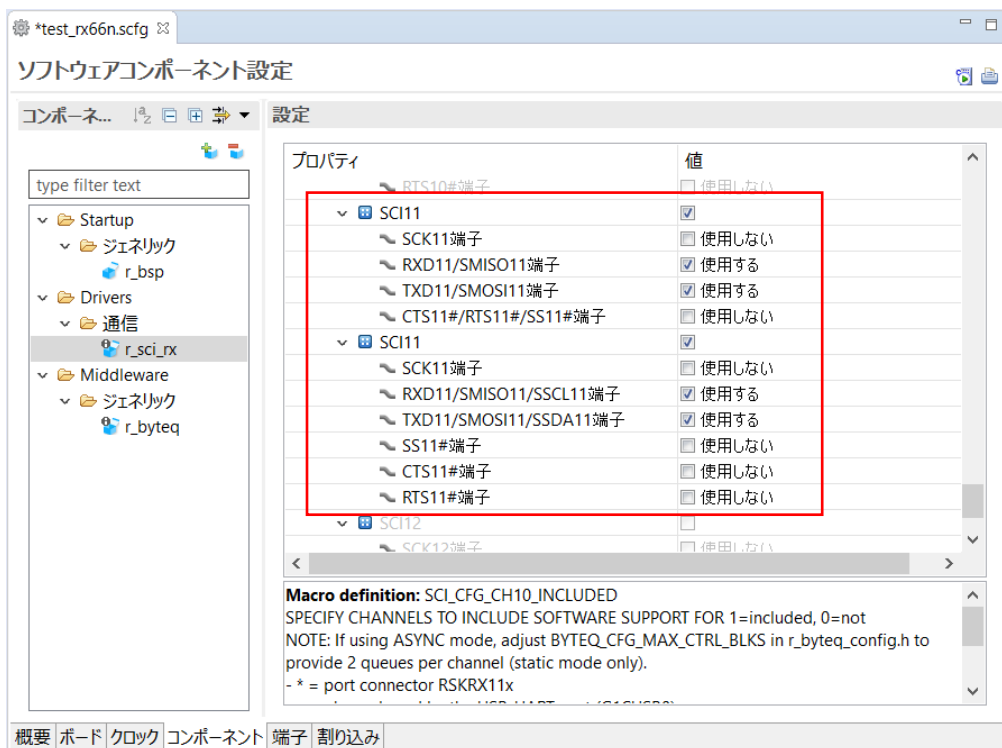 *test_rx66n.scfg
ソフトウェアコンポーネント設定
コンポーネ...
設定
type filter text
Startup
ジェネリック
r_bsp
Drivers
通信
r_sci_rx
Middleware
ジェネリック
r_byteq
プロパティ 値
RTS10#端子 使用しない
SCI11
SCK11端子 使用しない
RXD11/SMISO11端子 使用する
TXD11/SMOSI11端子 使用する
CTS11#/RTS11#/SS11#端子 使用しない
SCI11
SCK11端子 使用しない
RXD11/SMISO11/SSCL11端子 使用する
TXD11/SMOSI11/SSDA11端子 使用する
SS11#端子 使用しない
CTS11#端子 使用しない
RTS11#端子 使用しない
SCI12
SCK12端子 使用しない
Macro definition: SCI_CFG_CH10_INCLUDED
SPECIFY CHANNELS TO INCLUDE SOFTWARE SUPPORT FOR 1=included, 0=not
NOTE: If using ASYNC mode, adjust BYTEQ_CFG_MAX_CTRL_BLKS in r_byteq_config.h to
provide 2 queues per channel (static mode only).
- * = port connector RSKRX11x
概要 ボード クロック コンポーネント 端子 割り込み